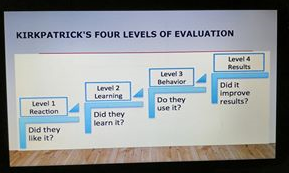 KIRKPATRICK'S FOUR LEVELS OF EVALUATION
Level 1
Reaction
Did they
like it?
Level 2
Learning
Did they
learn it?
Level 3
Behavior
Do they
use it?
Level 4
Results
Did it
improve
results?